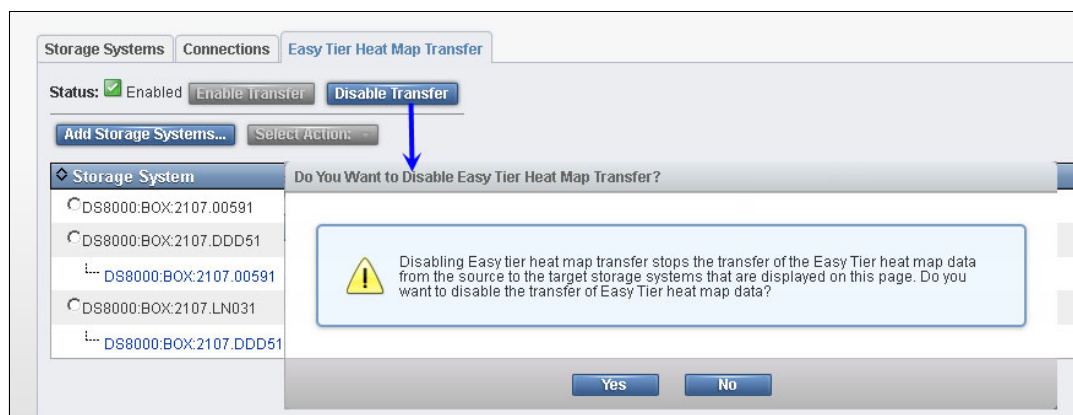 Storage Systems Connections Easy Tier Heat Map Transfer
Status: Enabled Enable Transfer Disable Transfer
Add Storage Systems... Select Action:
Storage System
DS8000:BOX:2107.00591
DS8000:BOX:2107.DDD51
DS8000:BOX:2107.00591
DS8000:BOX:2107.LN031
DS8000:BOX:2107.DDD51
Do You Want to Disable Easy Tier Heat Map Transfer?
Disabling Easy tier heat map transfer stops the transfer of the Easy Tier heat map data
from the source to the target storage systems that are displayed on this page. Do you
want to disable the transfer of Easy Tier heat map data?
Yes No